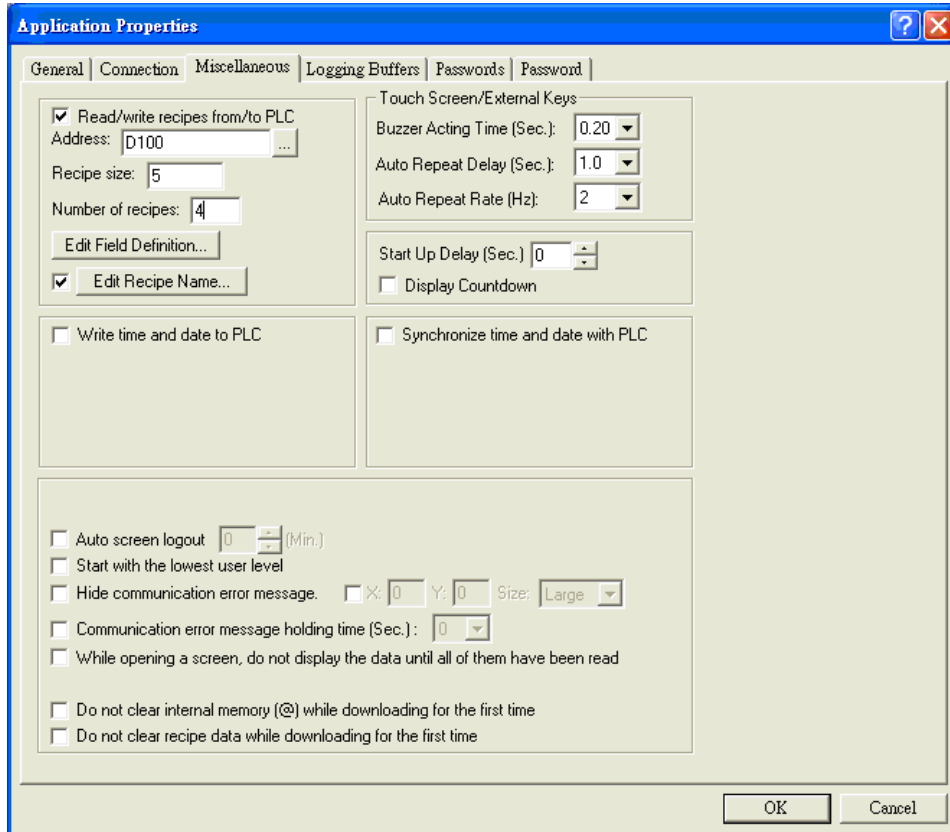 Application Properties
General Connection Miscellaneous Logging Buffers Passwords Password
Read/write recipes from/to PLC
Address: D100 ...
Recipe size: 5
Number of recipes: 4
Edit Field Definition...
Edit Recipe Name...
Touch Screen/External Keys
Buzzer Acting Time (Sec.): 0.20
Auto Repeat Delay (Sec.): 1.0
Auto Repeat Rate (Hz): 2
Start Up Delay (Sec.) 0
Display Countdown
Write time and date to PLC
Synchronize time and date with PLC
Auto screen logout 0 (Min.)
Start with the lowest user level
Hide communication error message. X: 0 Y: 0 Size: Large
Communication error message holding time (Sec.) : 0
While opening a screen, do not display the data until all of them have been read
Do not clear internal memory (@) while downloading for the first time
Do not clear recipe data while downloading for the first time
OK Cancel